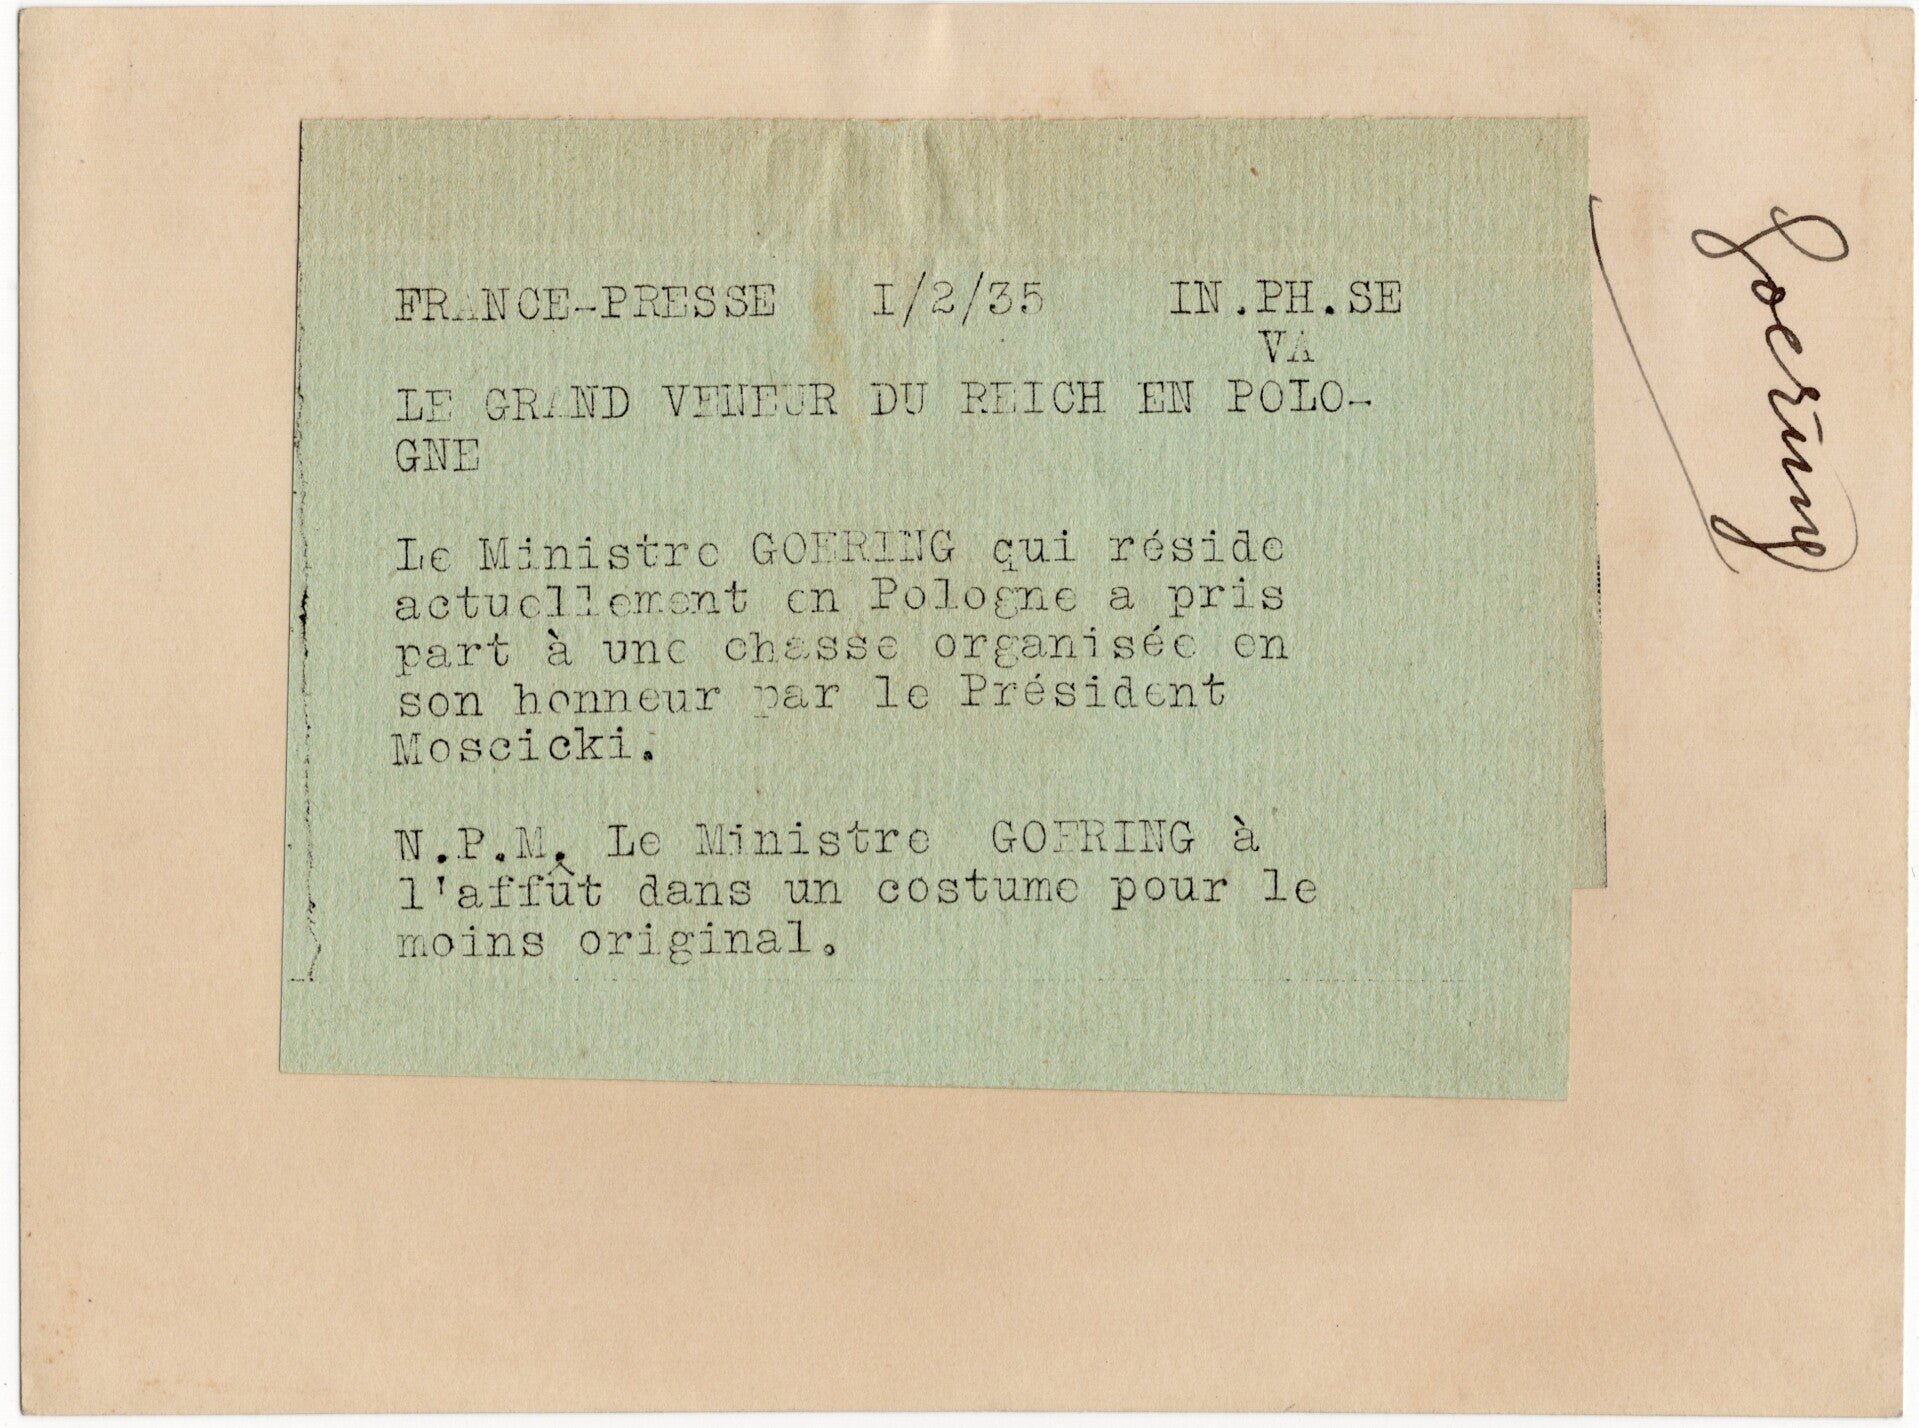 FRANCE-PRESSE I/2/35 IN.PH.SE
VA
LE GRAND VENEUR DU REICH EN POLO-
GNE
Le Ministre GOERING qui réside
actuellement en Pologne a pris
part à une chasse organisée en
son honneur par le Président
Moscicki.
N.P.M. Le Ministre GOERING à
l'affût dans un costume pour le
moins original.
Goering